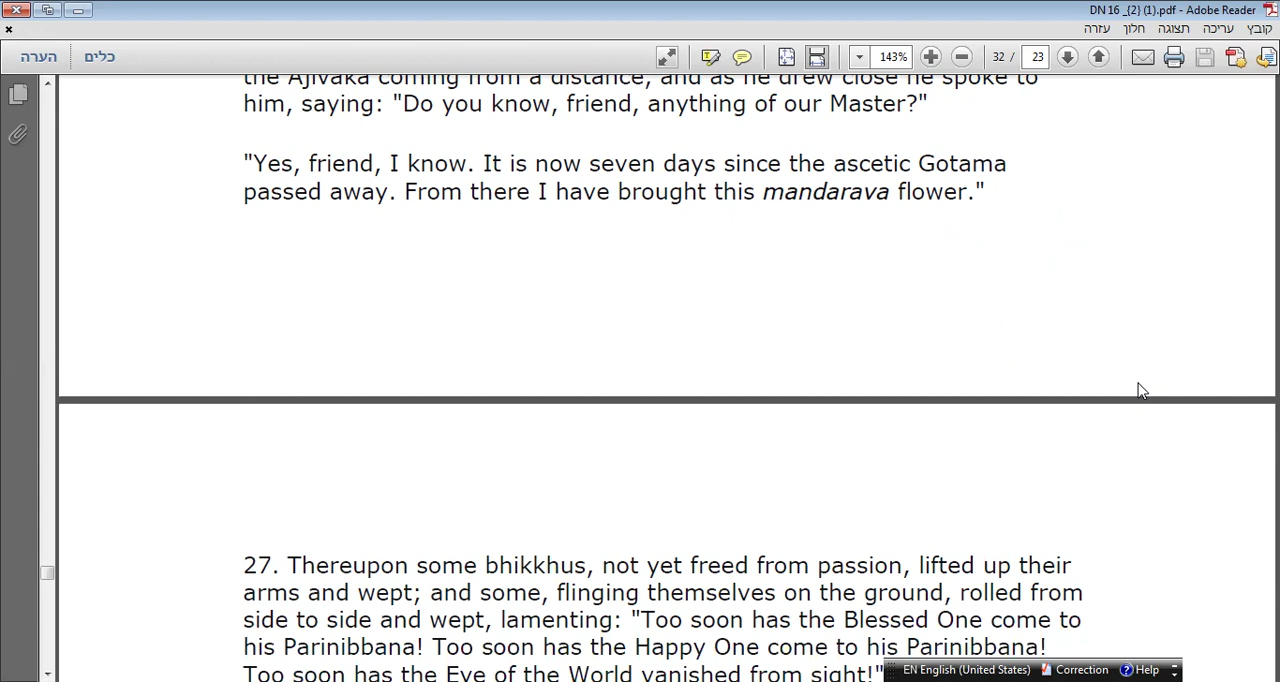 DN 16 _{2} (1).pdf - Adobe Reader
קובץ עריכה תצוגה חלון עזרה
הערה כלים 143% 32 / 23
the Ajivaka coming from a distance, and as he drew close he spoke to
him, saying: "Do you know, friend, anything of our Master?"
"Yes, friend, I know. It is now seven days since the ascetic Gotama
passed away. From there I have brought this mandarava flower."
27. Thereupon some bhikkhus, not yet freed from passion, lifted up their
arms and wept; and some, flinging themselves on the ground, rolled from
side to side and wept, lamenting: "Too soon has the Blessed One come to
his Parinibbana! Too soon has the Happy One come to his Parinibbana!
Too soon has the Eye of the World vanished from sight!"
EN English (United States) Correction Help